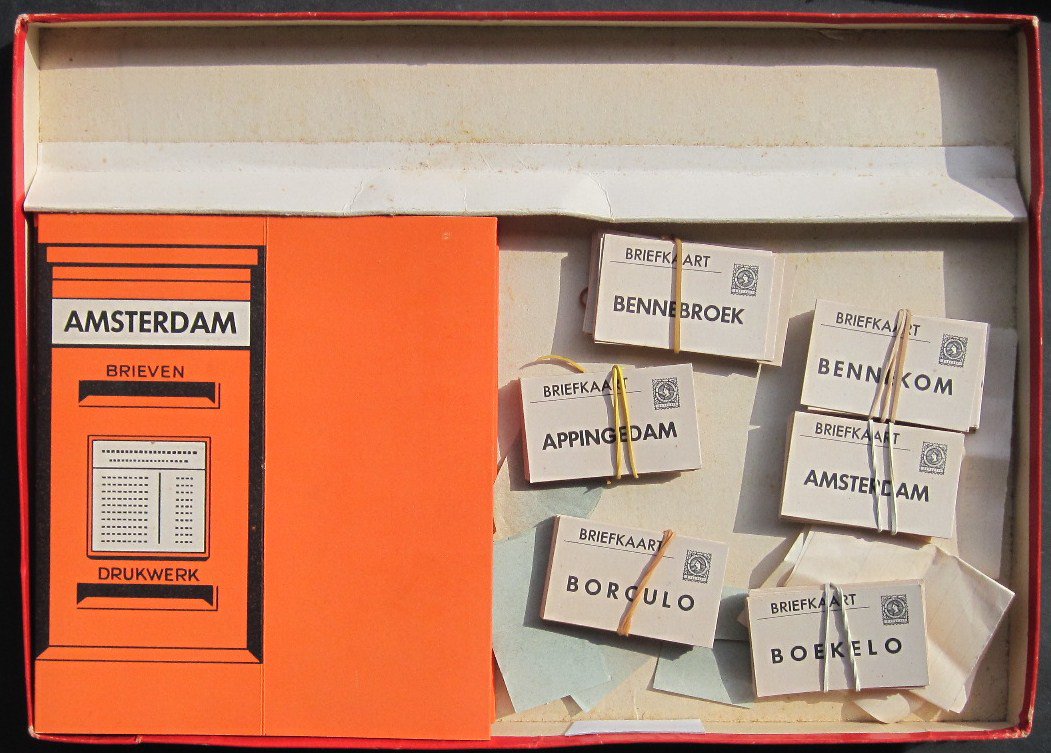 AMSTERDAM
BRIEVEN
DRUKWERK
BRIEFKAART
BENNEBROEK
BRIEFKAART
BENNEKOM
BRIEFKAART
APPINGEDAM
BRIEFKAART
AMSTERDAM
BRIEFKAART
BORCULO
BRIEFKAART
BOEKELO